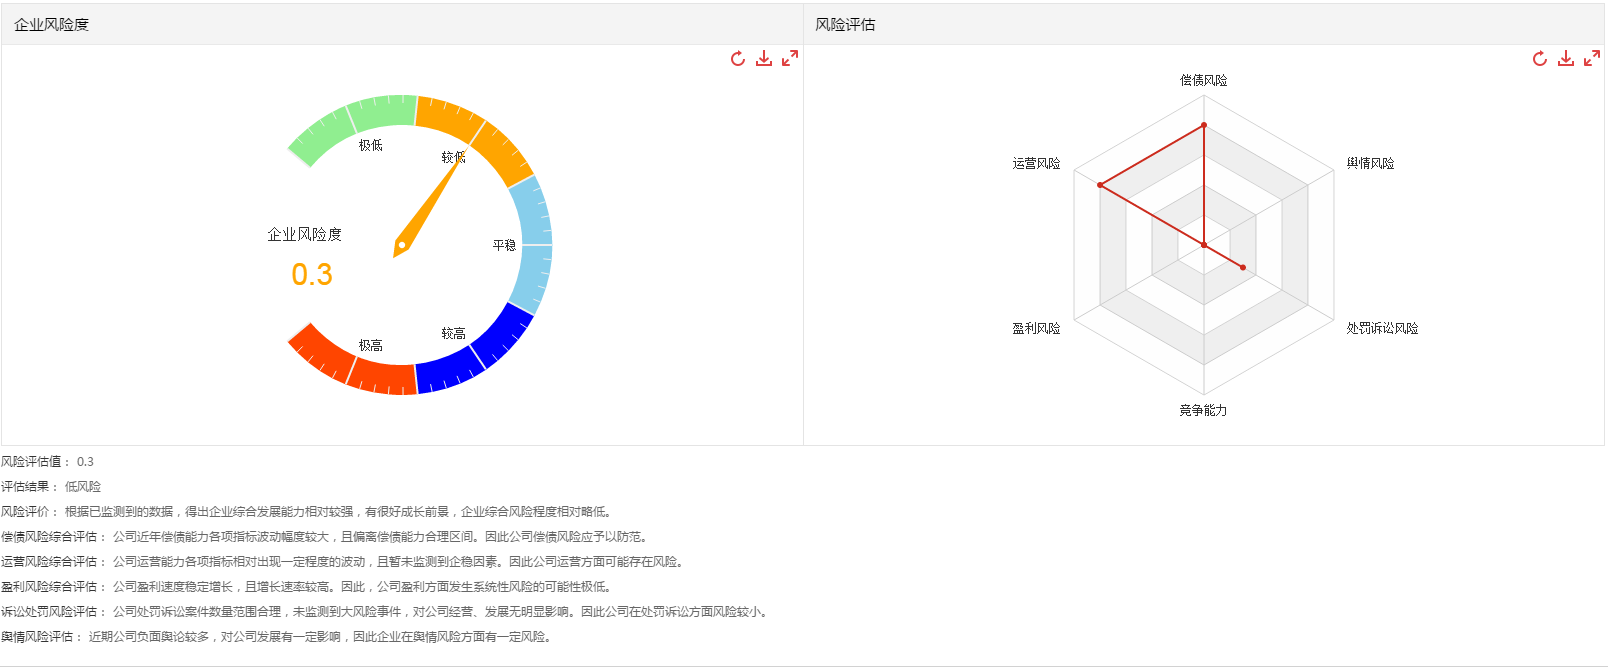 企业风险度
风险评估
极低
较低
平稳
较高
极高
企业风险度
0.3
偿债风险
运营风险
舆情风险
盈利风险
处罚诉讼风险
竞争能力
风险评估值： 0.3
评估结果： 低风险
风险评价： 根据已监测到的数据，得出企业综合发展能力相对较强，有很好成长前景，企业综合风险程度相对略低。
偿债风险综合评估： 公司近年偿债能力各项指标波动幅度较大，且偏离偿债能力合理区间。因此公司偿债风险应予以防范。
运营风险综合评估： 公司运营能力各项指标相对出现一定程度的波动，且暂未监测到企稳因素。因此公司运营方面可能存在风险。
盈利风险综合评估： 公司盈利速度稳定增长，且增长速率较高。因此，公司盈利方面发生系统性风险的可能性极低。
诉讼处罚风险评估： 公司处罚诉讼案件数量范围合理，未监测到大风险事件，对公司经营、发展无明显影响。因此公司在处罚诉讼方面风险较小。
舆情风险评估： 近期公司负面舆论较多，对公司发展有一定影响，因此企业在舆情风险方面有一定风险。